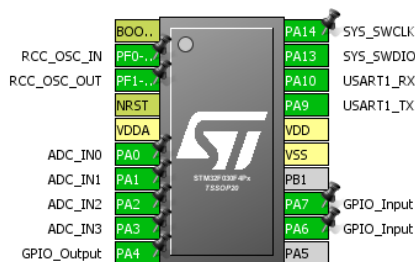 BOO.. PA14 SYS_SWCLK
RCC_OSC_IN PF0-.. PA13 SYS_SWDIO
RCC_OSC_OUT PF1-.. PA10 USART1_RX
NRST PA9 USART1_TX
VDDA VDD
ADC_IN0 PA0 VSS
ADC_IN1 PA1 PB1
ADC_IN2 PA2 PA7 GPIO_Input
ADC_IN3 PA3 PA6 GPIO_Input
GPIO_Output PA4 PA5
ST
STM32F030F4Px
TSSOP20